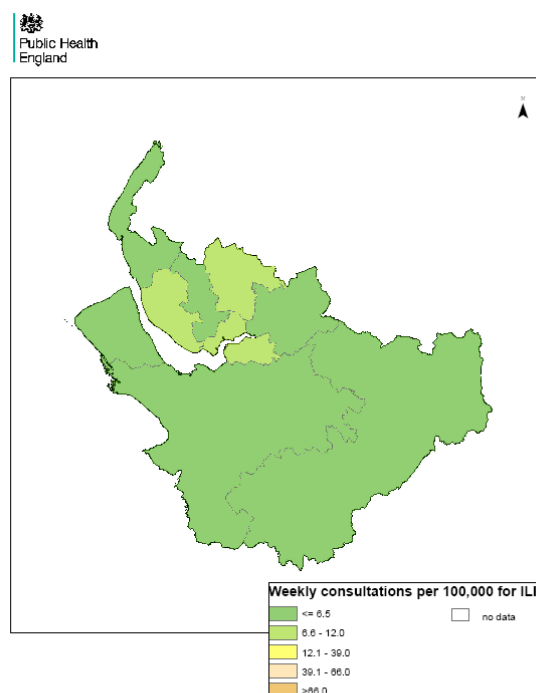 Public Health
England
N
Weekly consultations per 100,000 for ILI
<= 6.5
no data
6.6 - 12.0
12.1 - 39.0
39.1 - 66.0
>66.0